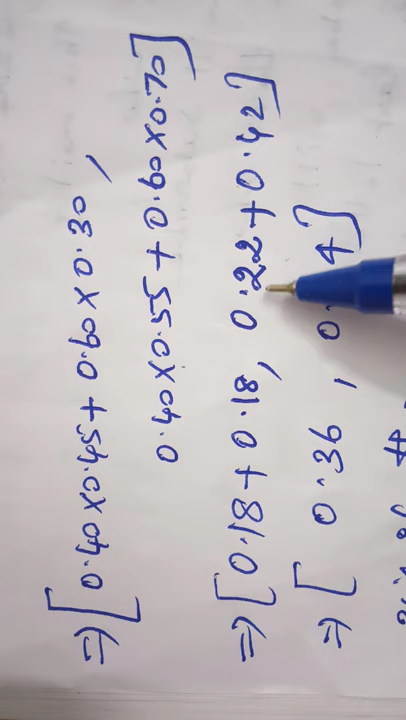 ⇒ [0.40×0.45+0.60×0.30,
0.40×0.55+0.60×0.70]
⇒ [0.18+0.18, 0.22+0.42]
⇒ [0.36 ,